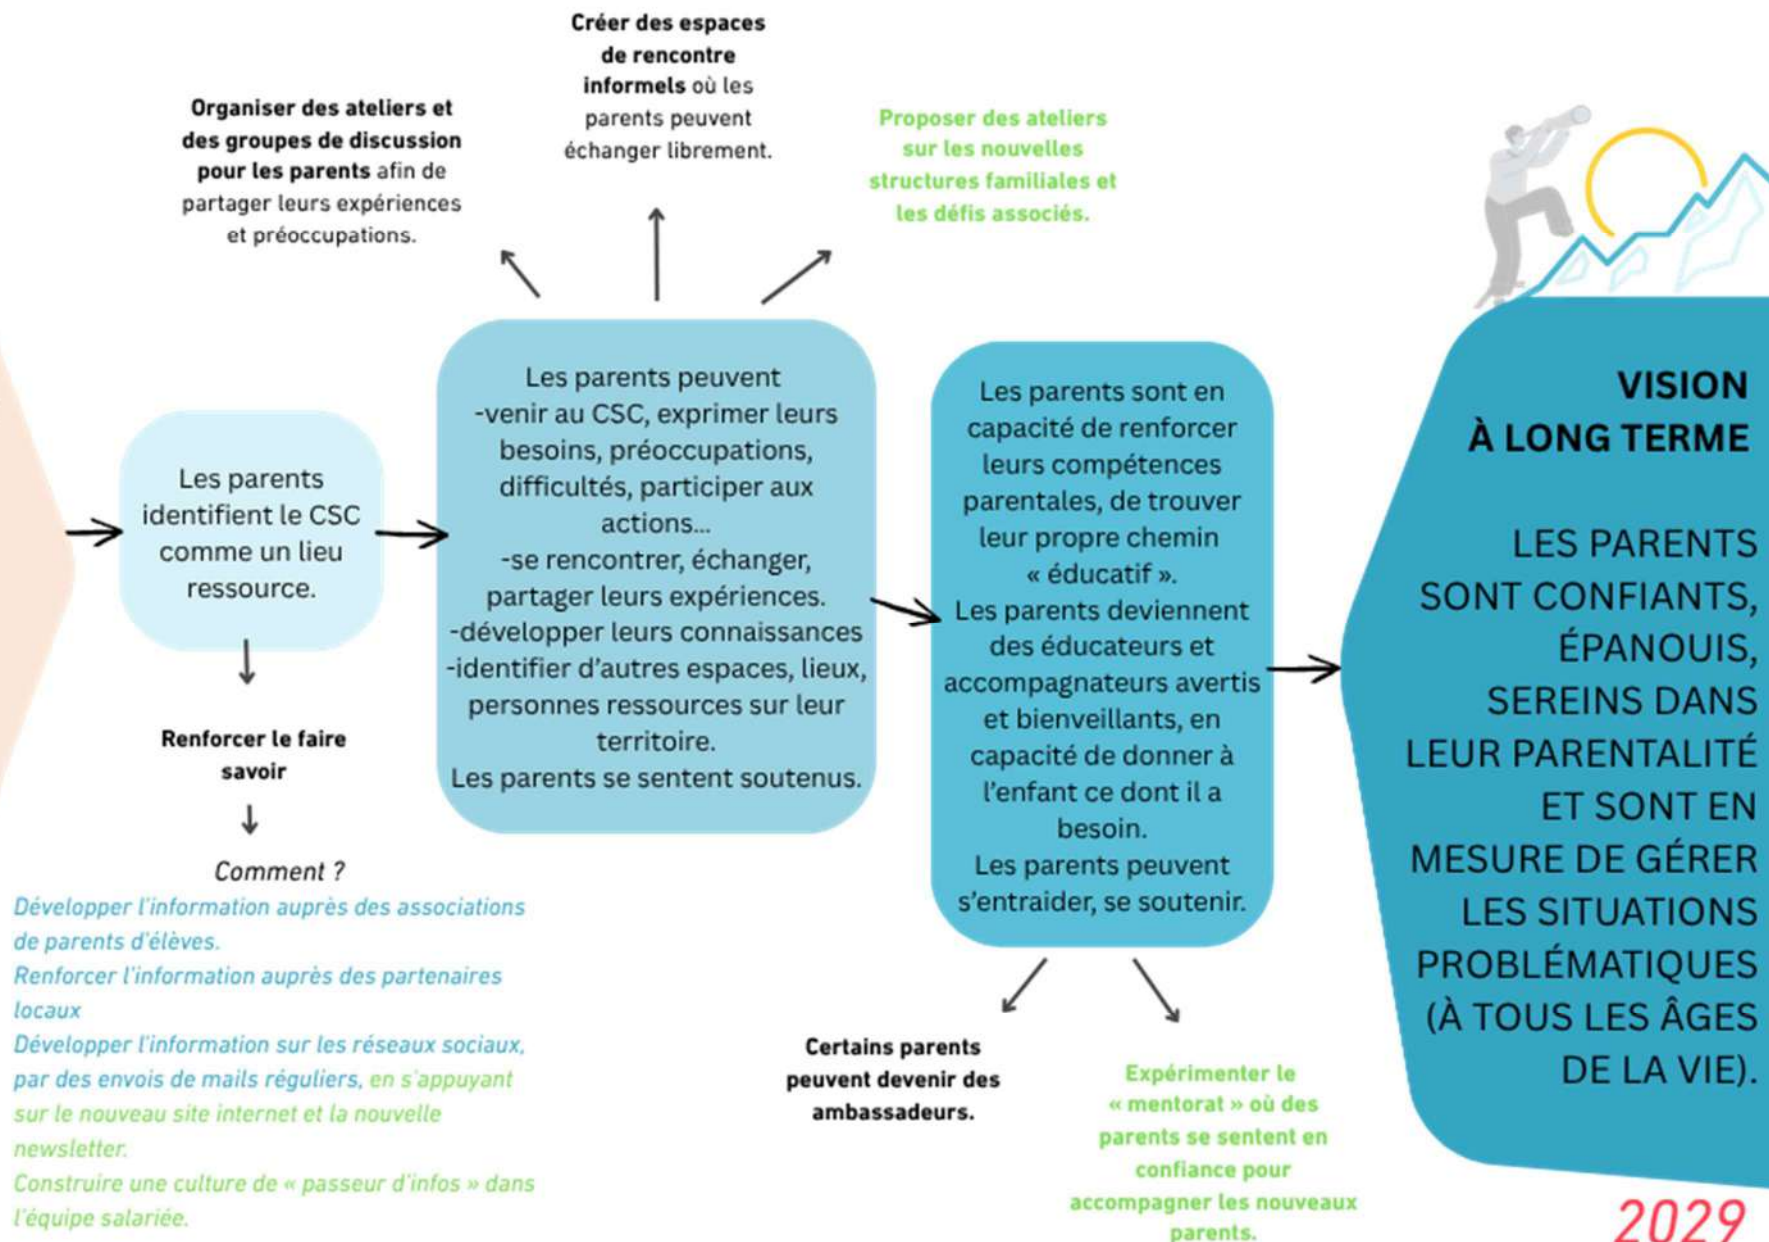 Créer des espaces
de rencontre
informels où les
parents peuvent
échanger librement.
Organiser des ateliers et
des groupes de discussion
pour les parents afin de
partager leurs expériences
et préoccupations.
Proposer des ateliers
sur les nouvelles
structures familiales et
les défis associés.
Les parents
identifient le CSC
comme un lieu
ressource.
Renforcer le faire
savoir
Comment ?
Développer l'information auprès des associations
de parents d'élèves.
Renforcer l'information auprès des partenaires
locaux
Développer l'information sur les réseaux sociaux,
par des envois de mails réguliers, en s'appuyant
sur le nouveau site internet et la nouvelle
newsletter.
Construire une culture de « passeur d'infos » dans
l'équipe salariée.
Les parents peuvent
-venir au CSC, exprimer leurs
besoins, préoccupations,
difficultés, participer aux
actions...
-se rencontrer, échanger,
partager leurs expériences.
-développer leurs connaissances
-identifier d'autres espaces, lieux,
personnes ressources sur leur
territoire.
Les parents se sentent soutenus.
Les parents sont en
capacité de renforcer
leurs compétences
parentales, de trouver
leur propre chemin
« éducatif ».
Les parents deviennent
des éducateurs et
accompagnateurs avertis
et bienveillants, en
capacité de donner à
l'enfant ce dont il a
besoin.
Les parents peuvent
s'entraider, se soutenir.
Certains parents
peuvent devenir des
ambassadeurs.
Expérimenter le
« mentorat » où des
parents se sentent en
confiance pour
accompagner les nouveaux
parents.
VISION
À LONG TERME
LES PARENTS
SONT CONFIANTS,
ÉPANOUIS,
SEREINS DANS
LEUR PARENTALITÉ
ET SONT EN
MESURE DE GÉRER
LES SITUATIONS
PROBLÉMATIQUES
(À TOUS LES ÂGES
DE LA VIE).
2029